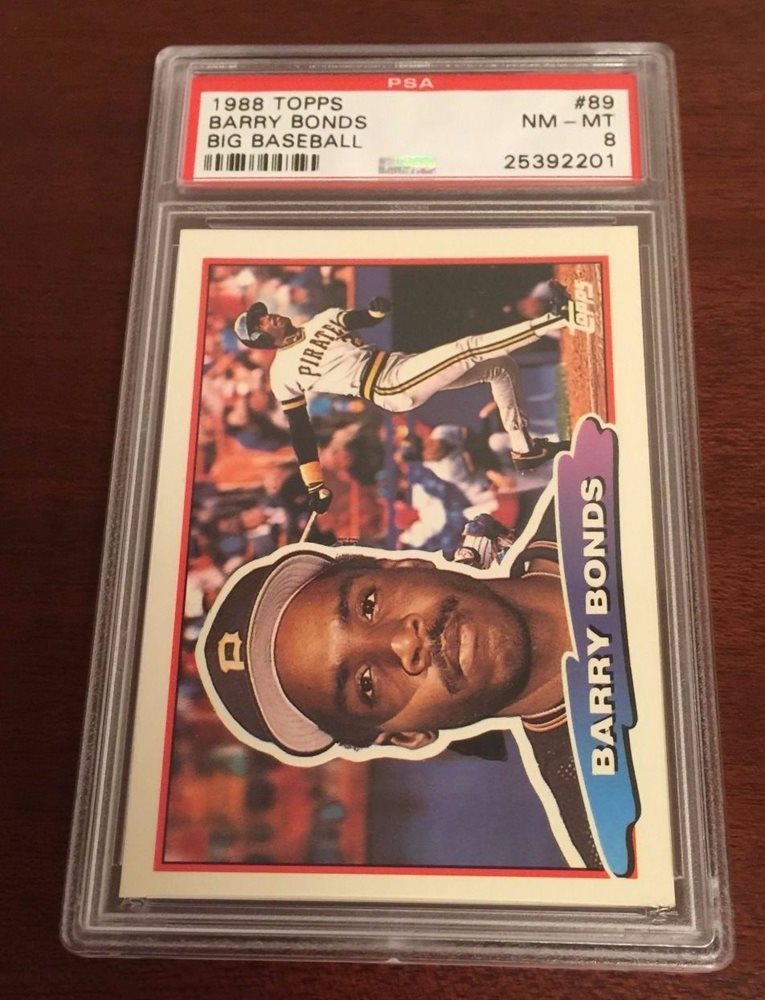 PSA
1988 TOPPS #89
BARRY BONDS NM - MT
BIG BASEBALL 8
25392201
Topps
PIRATES
P
BARRY BONDS